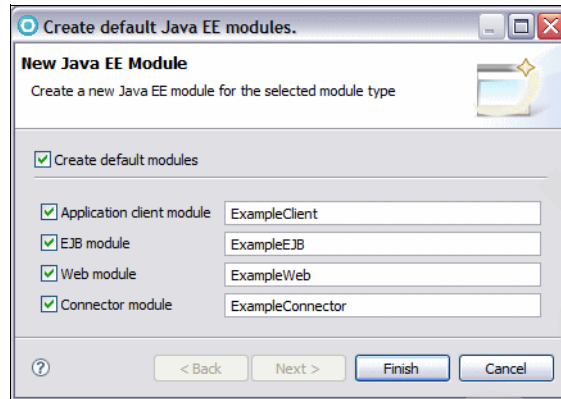 Create default Java EE modules.
New Java EE Module
Create a new Java EE module for the selected module type
Create default modules
Application client module ExampleClient
EJB module ExampleEJB
Web module ExampleWeb
Connector module ExampleConnector
? < Back Next > Finish Cancel